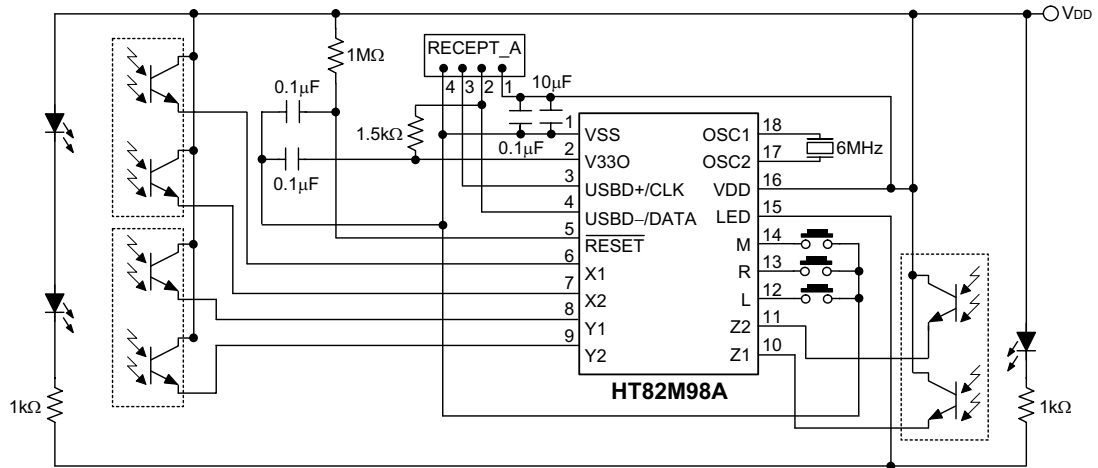 VDD
RECEPT_A
1MΩ
4 3 2 1
0.1μF
10μF
1.5kΩ
0.1μF
0.1μF
1 VSS
2 V33O
3 USBD+/CLK
4 USBD–/DATA
5 RESET
6 X1
7 X2
8 Y1
9 Y2
OSC1 18
OSC2 17
6MHz
VDD 16
LED 15
M 14
R 13
L 12
Z2 11
Z1 10
HT82M98A
1kΩ
1kΩ